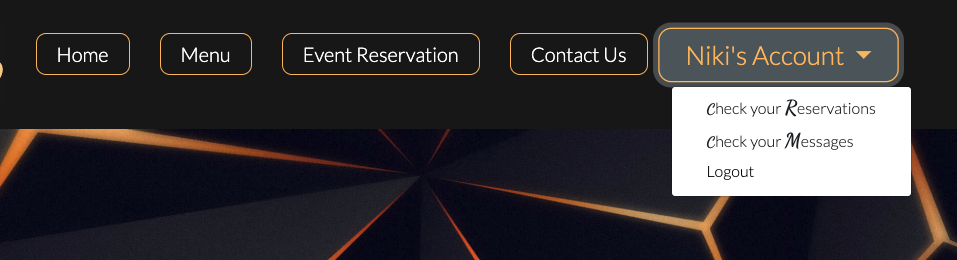 Home Menu Event Reservation Contact Us Niki's Account
Check your Reservations
Check your Messages
Logout